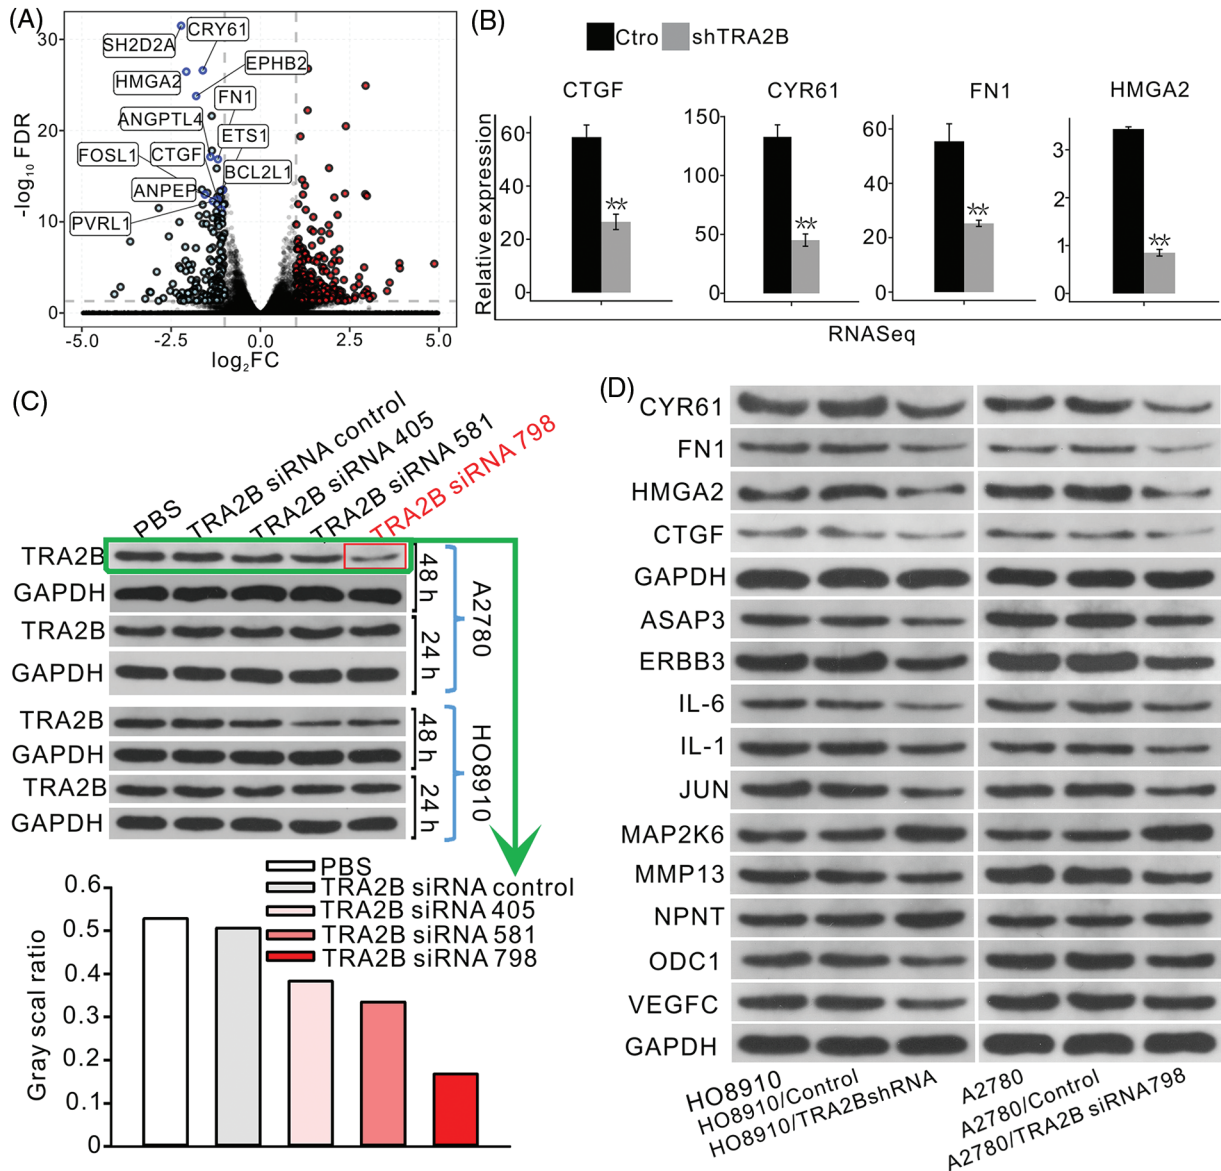 (A)
30
20
10
0
-log10 FDR
-5.0
-2.5
0.0
2.5
5.0
log2FC
SH2D2A
CRY61
HMGA2
EPHB2
FN1
ANGPTL4
ETS1
FOSL1
CTGF
BCL2L1
ANPEP
PVRL1
(B)
Ctro
shTRA2B
Relative expression
CTGF
60
40
20
0
**
CYR61
150
100
50
0
**
FN1
60
40
20
0
**
HMGA2
3
2
1
0
**
RNASeq
(C)
PBS
TRA2B siRNA control
TRA2B siRNA 405
TRA2B siRNA 581
TRA2B siRNA 798
TRA2B
GAPDH
48 h
TRA2B
GAPDH
24 h
A2780
TRA2B
GAPDH
48 h
TRA2B
GAPDH
24 h
HO8910
Gray scal ratio
0.6
0.5
0.4
0.3
0.2
0.1
0
PBS
TRA2B siRNA control
TRA2B siRNA 405
TRA2B siRNA 581
TRA2B siRNA 798
(D)
CYR61
FN1
HMGA2
CTGF
GAPDH
ASAP3
ERBB3
IL-6
IL-1
JUN
MAP2K6
MMP13
NPNT
ODC1
VEGFC
GAPDH
HO8910
HO8910/Control
HO8910/TRA2BshRNA
A2780
A2780/Control
A2780/TRA2B siRNA798